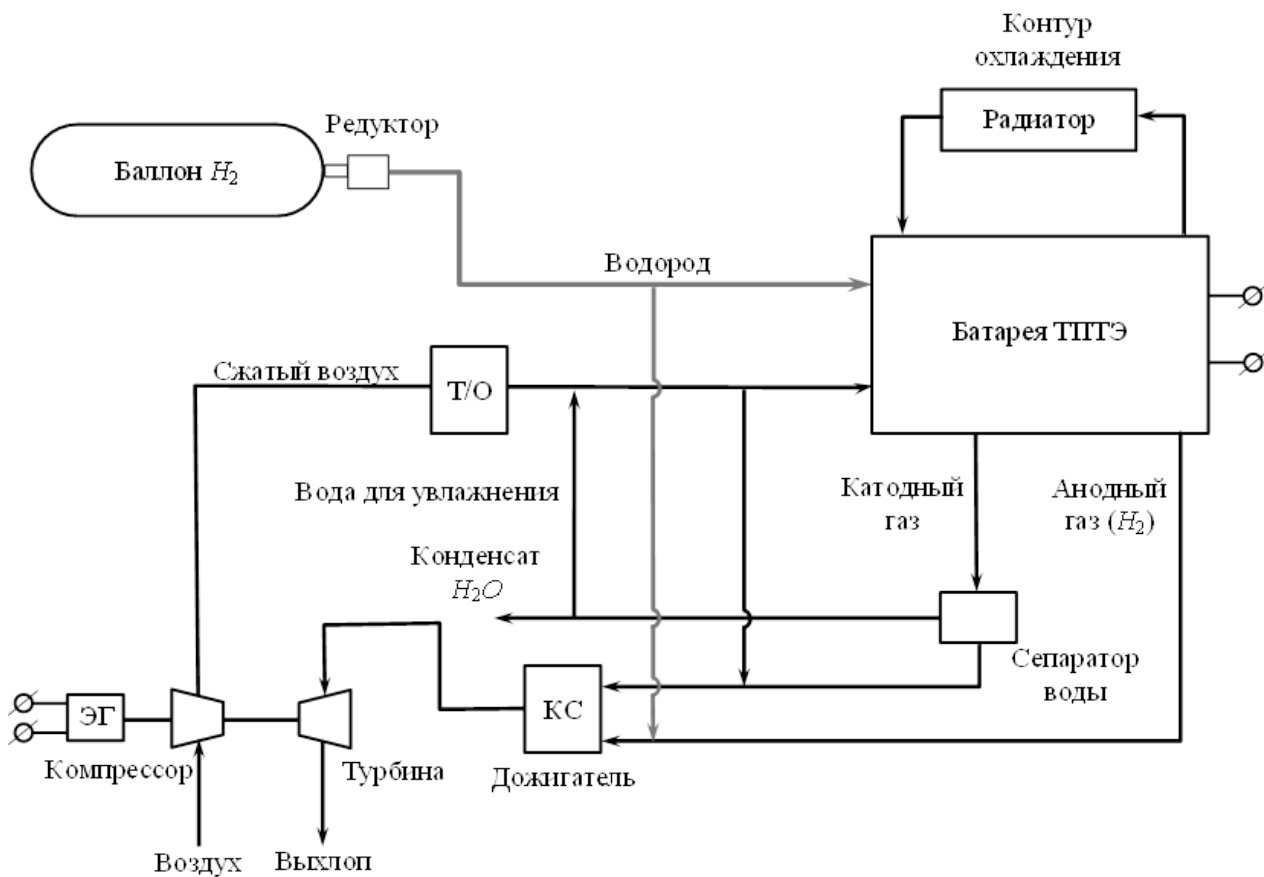 Контур
охлаждения
Редуктор
Радиатор
Баллон H₂
Водород
Батарея ТПТЭ
Сжатый воздух
Т/О
Вода для увлажнения
Катодный
газ
Анодный
газ (H₂)
Конденсат
H₂O
Сепаратор
воды
ЭГ
КС
Компрессор
Турбина
Дожигатель
Воздух
Выхлоп